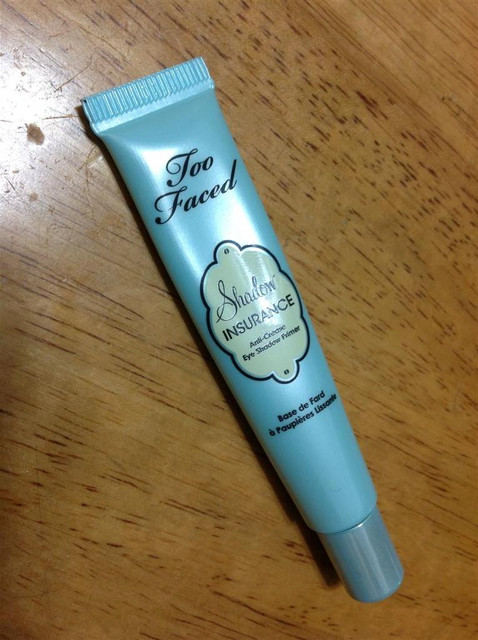 Too
Faced
Shadow
INSURANCE
Anti-Crease
Eye Shadow Primer
Base de Fard
à Paupières Lissante